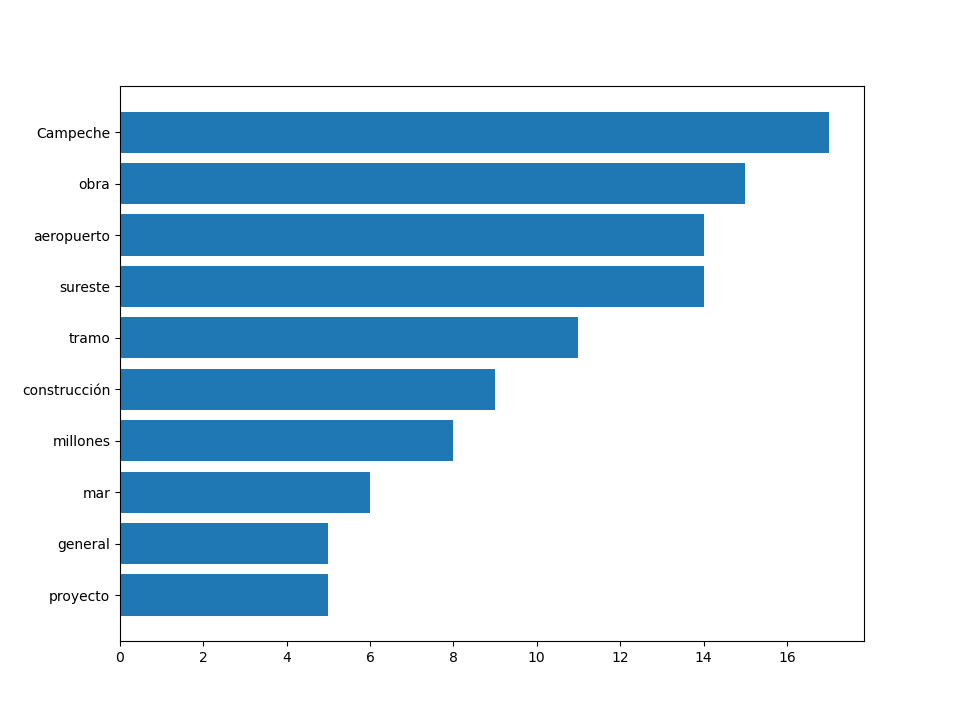 Campeche
obra
aeropuerto
sureste
tramo
construcción
millones
mar
general
proyecto
0 2 4 6 8 10 12 14 16